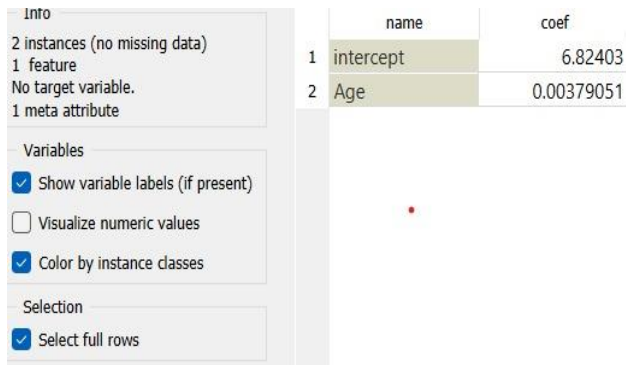 Info
2 instances (no missing data)
1 feature
No target variable.
1 meta attribute
Variables
Show variable labels (if present)
Visualize numeric values
Color by instance classes
Selection
Select full rows
name coef
1 intercept 6.82403
2 Age 0.00379051